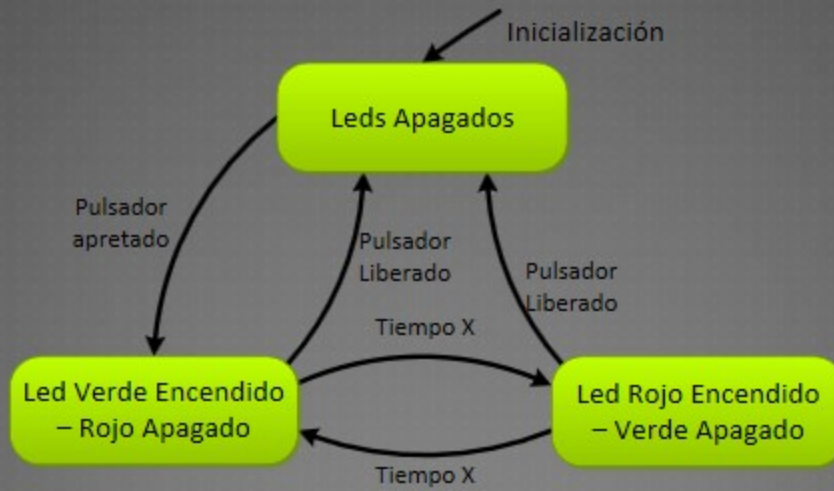 Inicialización
Leds Apagados
Pulsador
apretado
Pulsador
Liberado
Pulsador
Liberado
Tiempo X
Led Verde Encendido
– Rojo Apagado
Led Rojo Encendido
– Verde Apagado
Tiempo X